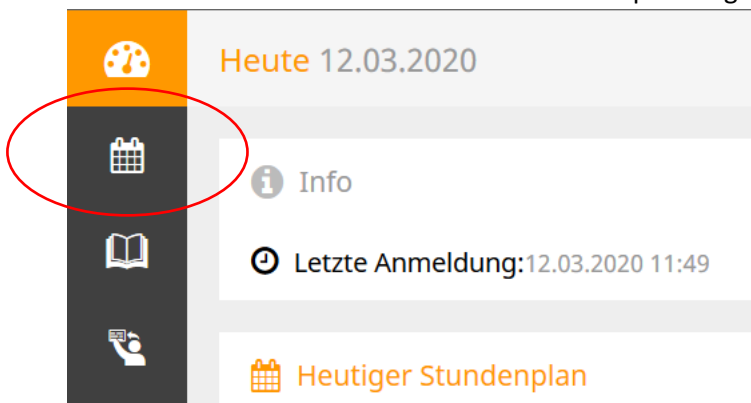 Heute 12.03.2020
Info
Letzte Anmeldung:12.03.2020 11:49
Heutiger Stundenplan